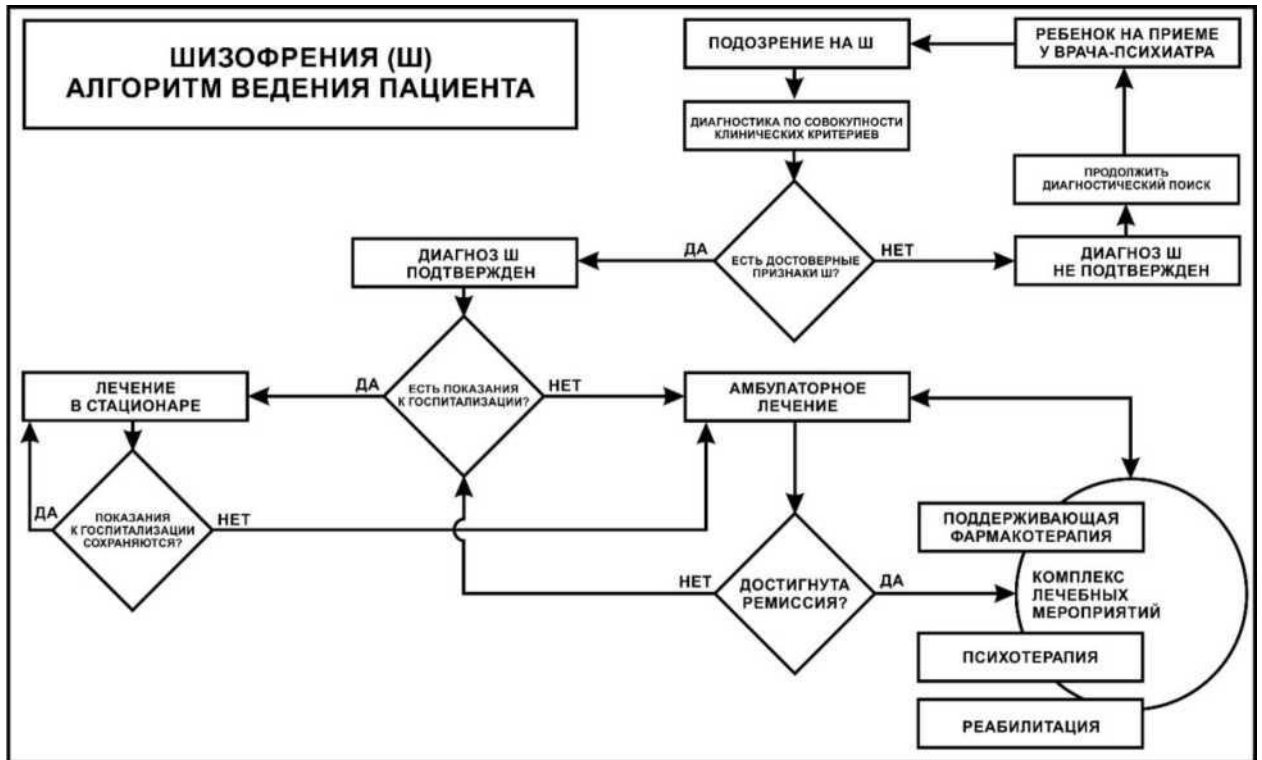 ШИЗОФРЕНИЯ (Ш)
АЛГОРИТМ ВЕДЕНИЯ ПАЦИЕНТА
ПОДОЗРЕНИЕ НА Ш
РЕБЕНОК НА ПРИЕМЕ
У ВРАЧА-ПСИХИАТРА
ДИАГНОСТИКА ПО СОВОКУПНОСТИ
КЛИНИЧЕСКИХ КРИТЕРИЕВ
ПРОДОЛЖИТЬ
ДИАГНОСТИЧЕСКИЙ ПОИСК
ДИАГНОЗ Ш
ПОДТВЕРЖДЕН
ДА
ЕСТЬ ДОСТОВЕРНЫЕ
ПРИЗНАКИ Ш?
НЕТ
ДИАГНОЗ Ш
НЕ ПОДТВЕРЖДЕН
ЛЕЧЕНИЕ
В СТАЦИОНАРЕ
ДА
ЕСТЬ ПОКАЗАНИЯ
К ГОСПИТАЛИЗАЦИИ?
НЕТ
АМБУЛАТОРНОЕ
ЛЕЧЕНИЕ
ДА
ПОКАЗАНИЯ
К ГОСПИТАЛИЗАЦИИ
СОХРАНЯЮТСЯ?
НЕТ
НЕТ
ДОСТИГНУТА
РЕМИССИЯ?
ДА
ПОДДЕРЖИВАЮЩАЯ
ФАРМАКОТЕРАПИЯ
КОМПЛЕКС
ЛЕЧЕБНЫХ
МЕРОПРИЯТИЙ
ПСИХОТЕРАПИЯ
РЕАБИЛИТАЦИЯ